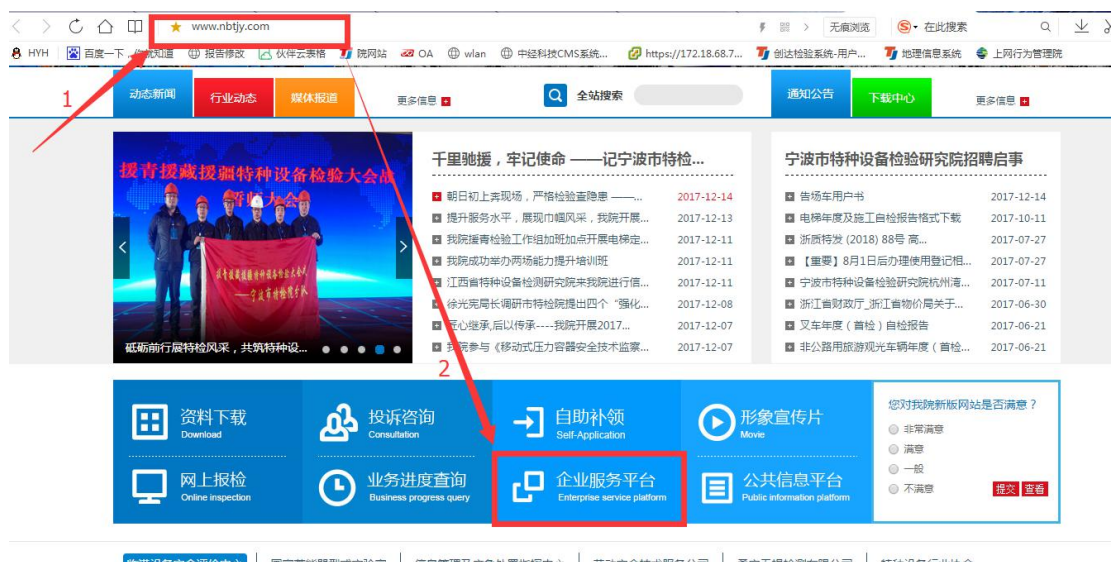 www.nbtjy.com
无痕浏览
在此搜索
HYH
百度一下，你就知道
报告修改
伙伴云表格
院网站
OA
wlan
中经科技CMS系统...
https://172.18.68.7...
创达检验系统-用户...
地理信息系统
上网行为管理院
1
动态新闻
行业动态
媒体报道
更多信息
全站搜索
通知公告
下载中心
更多信息
援青援藏援疆特种设备检验大会战
誓师大会
——宁波市特检院分队
砥砺前行展特检风采，共筑特种设...
千里驰援，牢记使命 ——记宁波市特检...
朝日初上奔现场，严格检验查隐患 ——... 2017-12-14
提升服务水平，展现巾帼风采，我院开展... 2017-12-13
我院援青检验工作组加班加点开展电梯定... 2017-12-11
我院成功举办两场能力提升培训班 2017-12-11
江西省特种设备检测研究院来我院进行信... 2017-12-11
徐光宪局长调研市特检院提出四个“强化... 2017-12-08
匠心继承,后以传承----我院开展2017... 2017-12-07
我院参与《移动式压力容器安全技术监察... 2017-12-07
宁波市特种设备检验研究院招聘启事
告场车用户书 2017-12-14
电梯年度及施工自检报告格式下载 2017-10-11
浙质特发 (2018) 88号 高... 2017-07-27
【重要】8月1日后办理使用登记相... 2017-07-27
宁波市特种设备检验研究院杭州湾... 2017-07-11
浙江省财政厅_浙江省物价局关于... 2017-06-30
叉车年度（首检）自检报告 2017-06-21
非公路用旅游观光车辆年度（首检... 2017-06-21
2
资料下载
Download
投诉咨询
Consultation
自助补领
Self-Application
形象宣传片
Movie
网上报检
Online inspection
业务进度查询
Business progress query
企业服务平台
Enterprise service platform
公共信息平台
Public information platform
您对我院新版网站是否满意？
非常满意
满意
一般
不满意
提交 查看